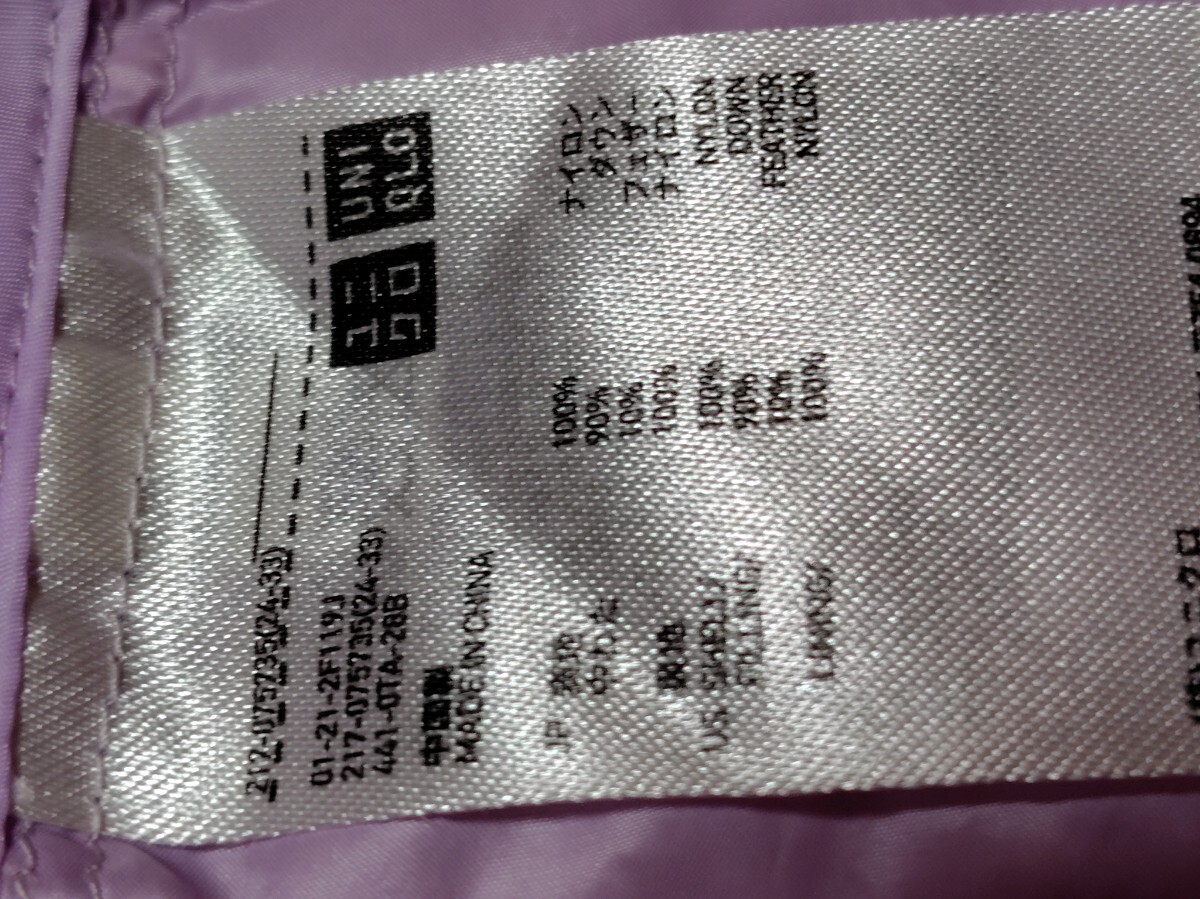 212-075735(24-33)
ユニ
クロ
UNI
QLO
01-21-2F119J
217-075735(24-33)
441-0TA-2BB
中国製
MADE IN CHINA
JP 表地 100% ナイロン
中わた 90% ダウン
10% フェザー
裏地 100% ナイロン
US SHELL/ 100% NYLON
FILLING/ 90% DOWN
10% FEATHER
LINING/ 100% NYLON